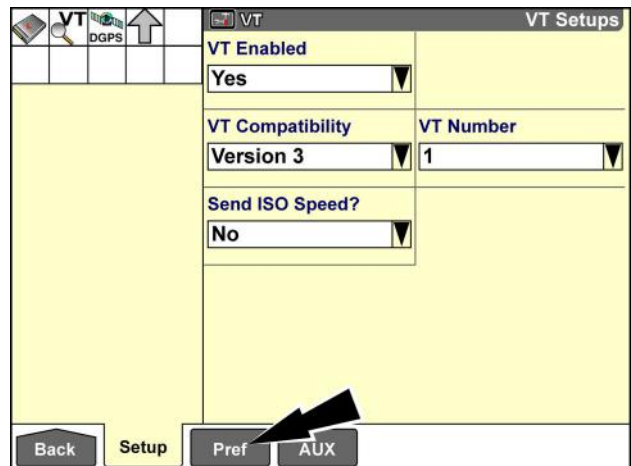 VT
DGPS
VT
VT Setups
VT Enabled
Yes
VT Compatibility
VT Number
Version 3
1
Send ISO Speed?
No
Back
Setup
Pref
AUX